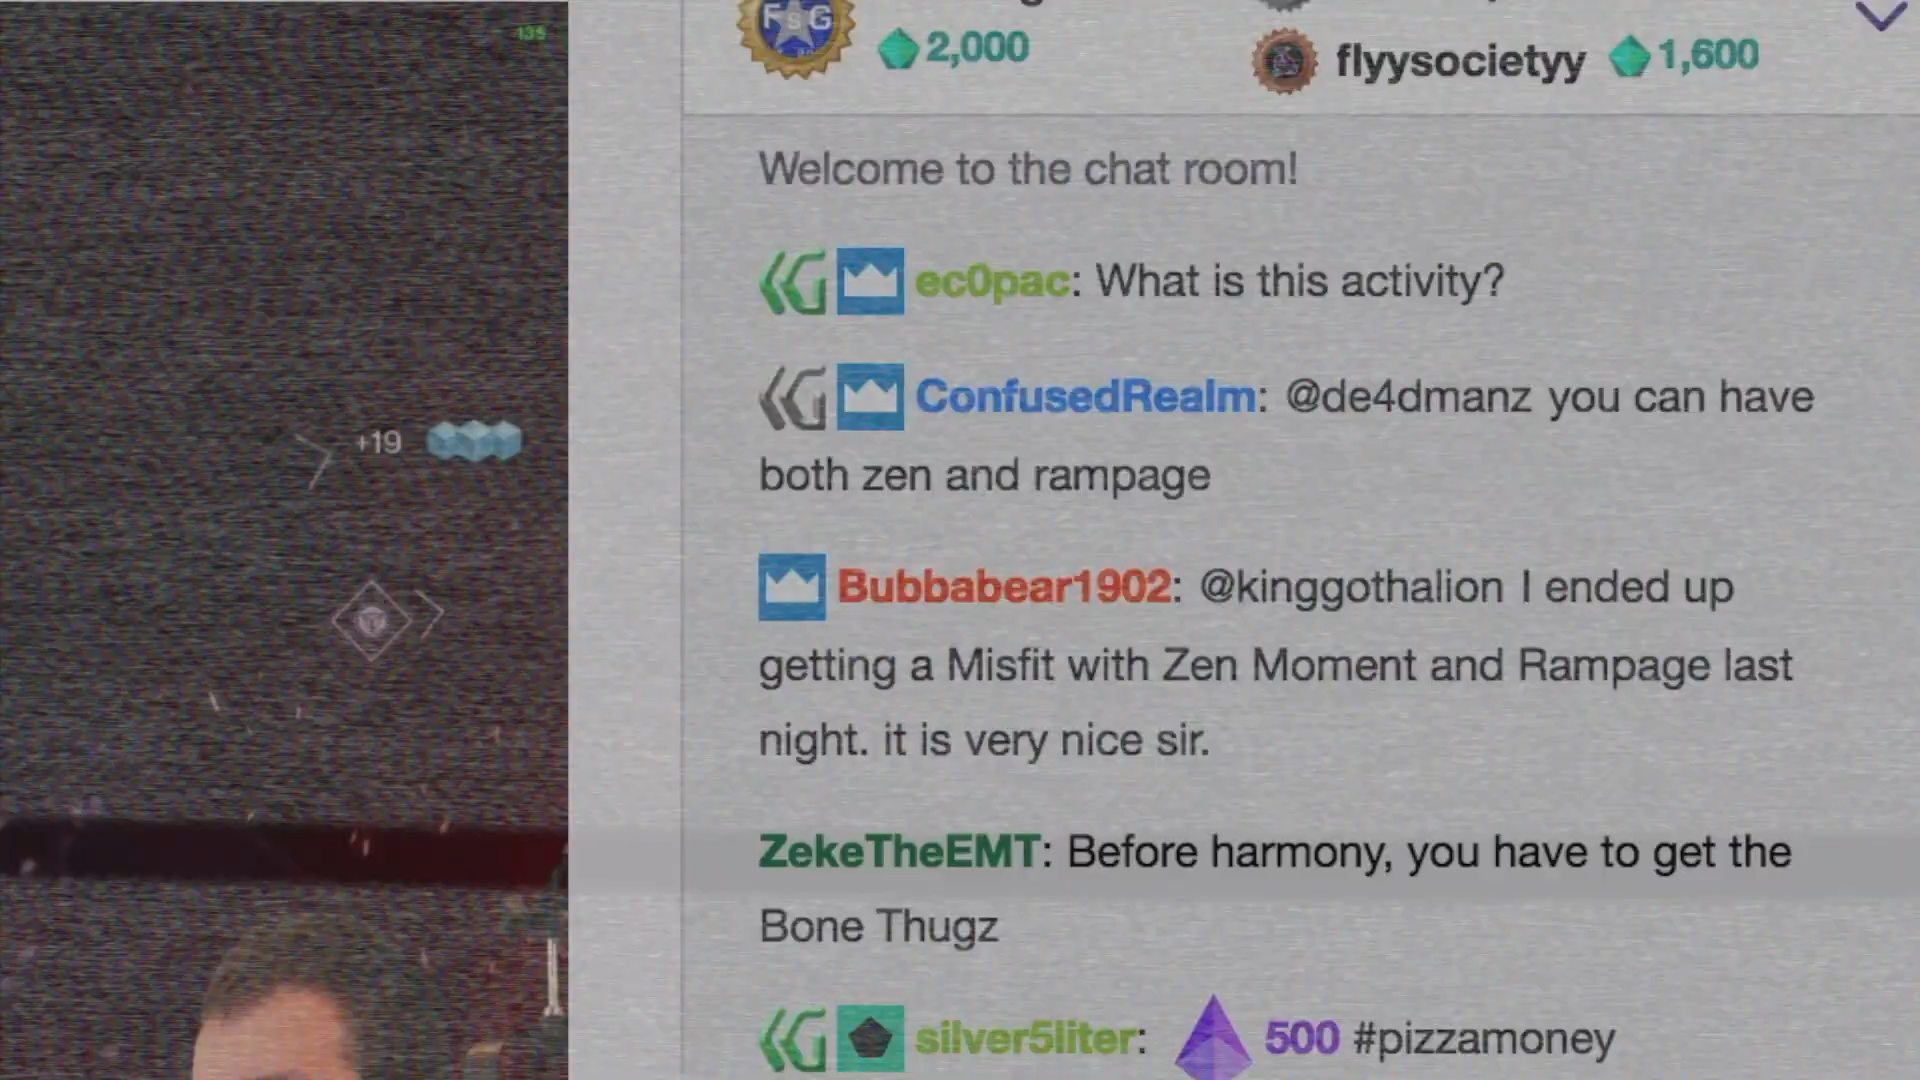 135
FSG
2,000
flyysocietyy 1,600
Welcome to the chat room!
G ec0pac: What is this activity?
G ConfusedRealm: @de4dmanz you can have
both zen and rampage
Bubbabear1902: @kinggothalion I ended up
getting a Misfit with Zen Moment and Rampage last
night. it is very nice sir.
ZekeTheEMT: Before harmony, you have to get the
Bone Thugz
G silver5liter: 500 #pizzamoney
+19